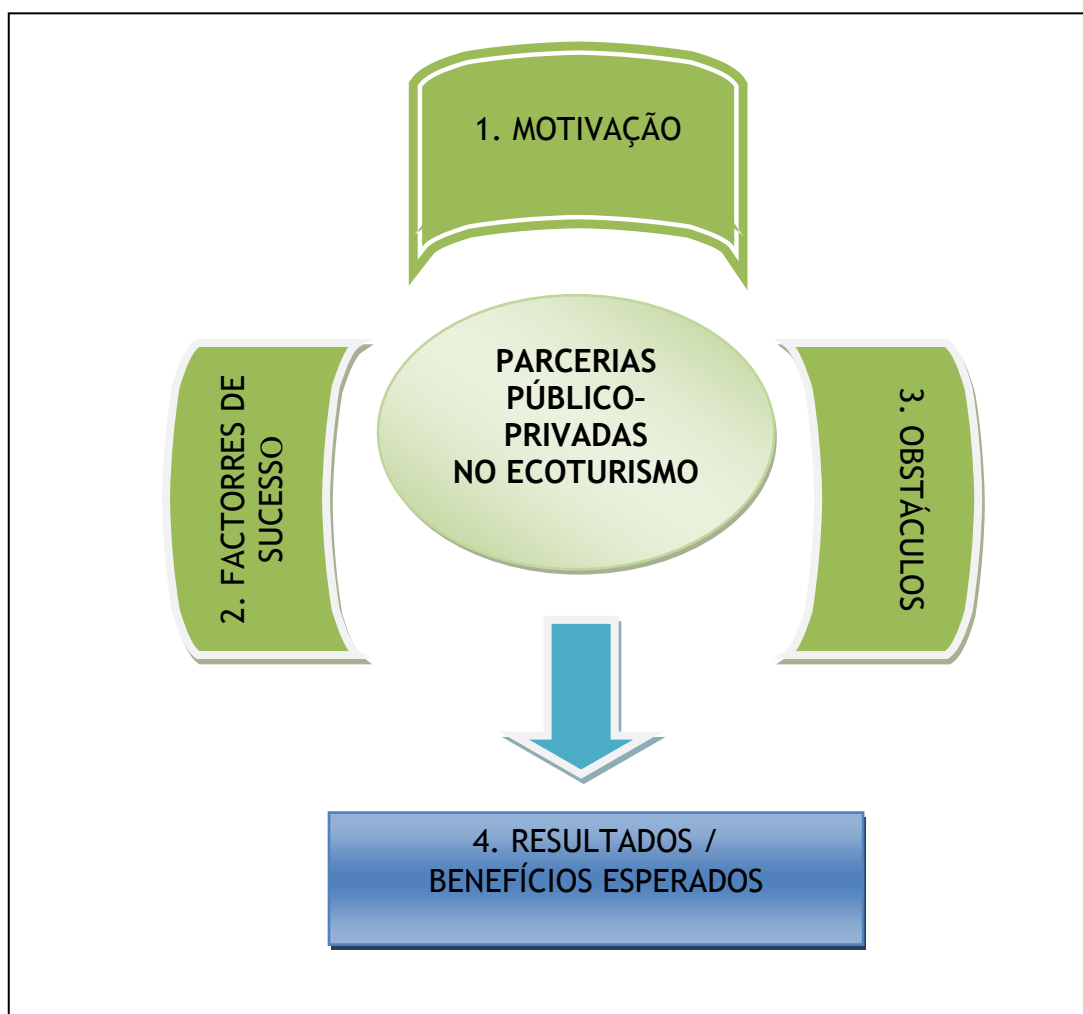 1. MOTIVAÇÃO
PARCERIAS
PÚBLICO-
PRIVADAS
NO ECOTURISMO
2. FACTORRES DE
SUCESSO
3. OBSTÁCULOS
4. RESULTADOS /
BENEFÍCIOS ESPERADOS